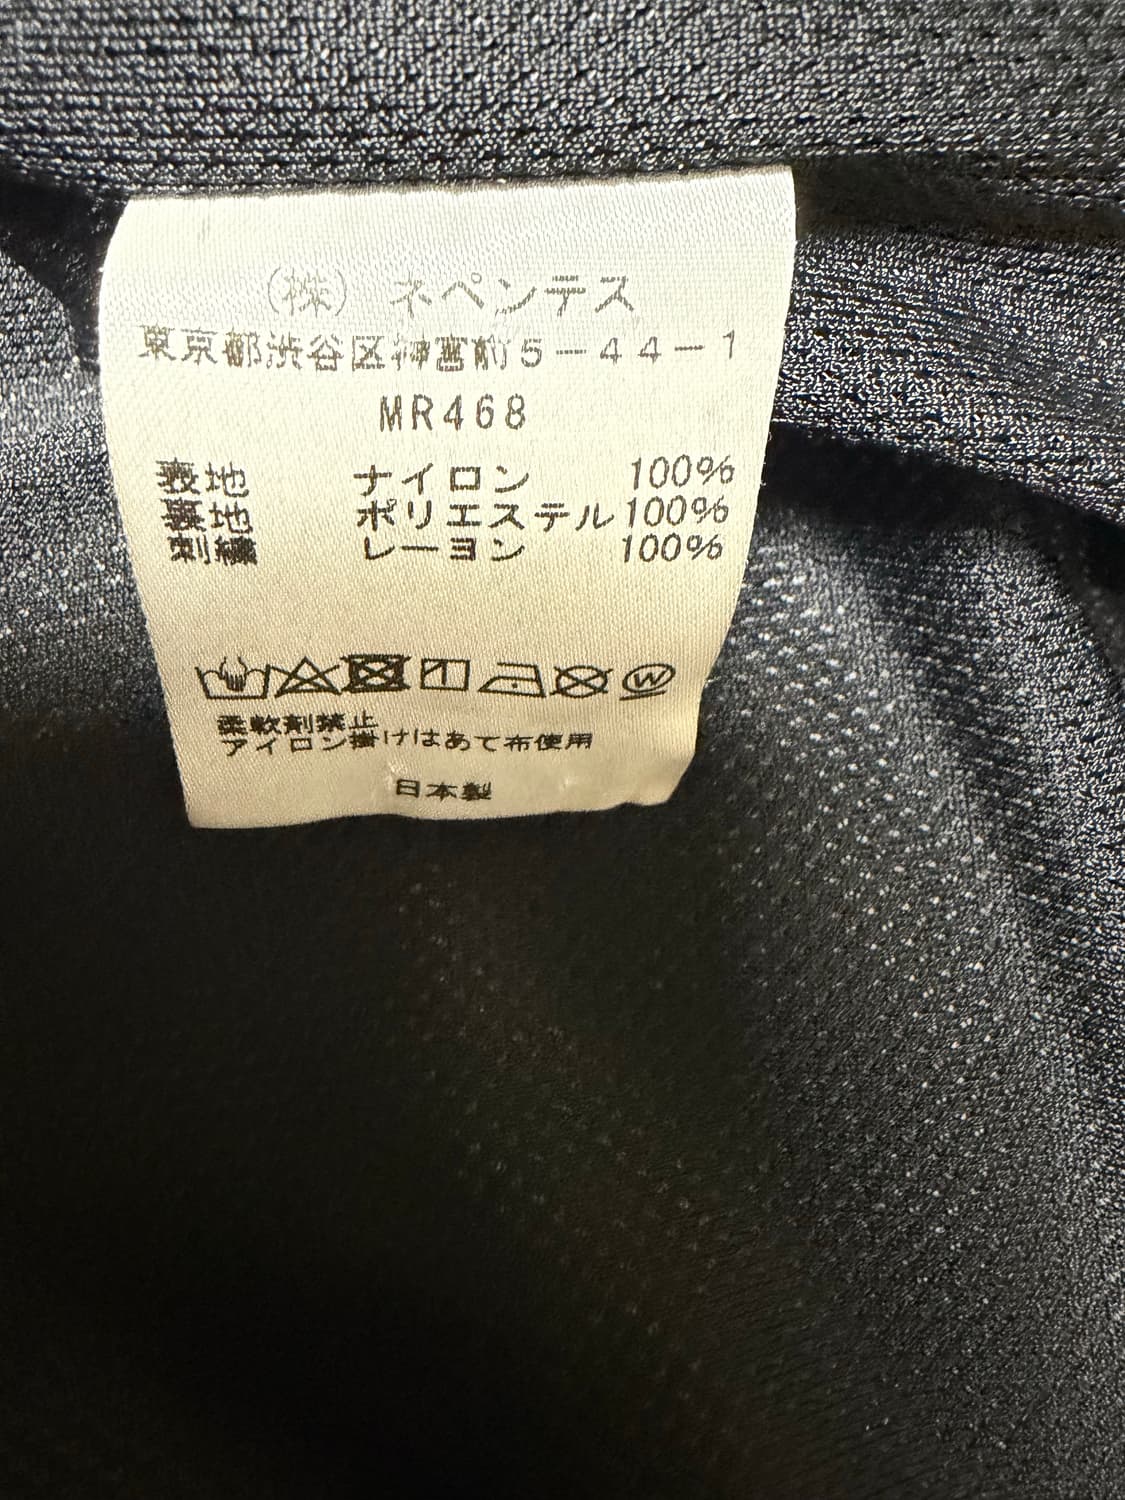 (株) ネペンテス
東京都渋谷区神宮前5-44-1
MR468
表地 ナイロン 100%
裏地 ポリエステル 100%
刺繍 レーヨン 100%
柔軟剤禁止
アイロン掛けはあて布使用
日本製